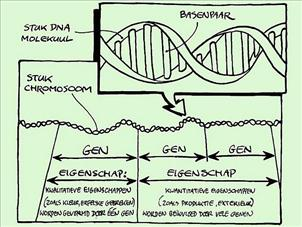 STUK DNA
MOLEKUUL
BASENPAAR
STUK
CHROMOSOOM
GEN
GEN
GEN
EIGENSCHAP:
EIGENSCHAP
KWALITATIEVE EIGENSCHAPPEN
(ZOALS KLEUR, ERFELIJKE GEBREKEN)
WORDEN GEVORMD DOOR ÉÉN GEN
KWANTITATIEVE EIGENSCHAPPEN
(ZOALS PRODUCTIE, EXTERIEUR)
WORDEN BEÏNVLOED DOOR VELE GENEN